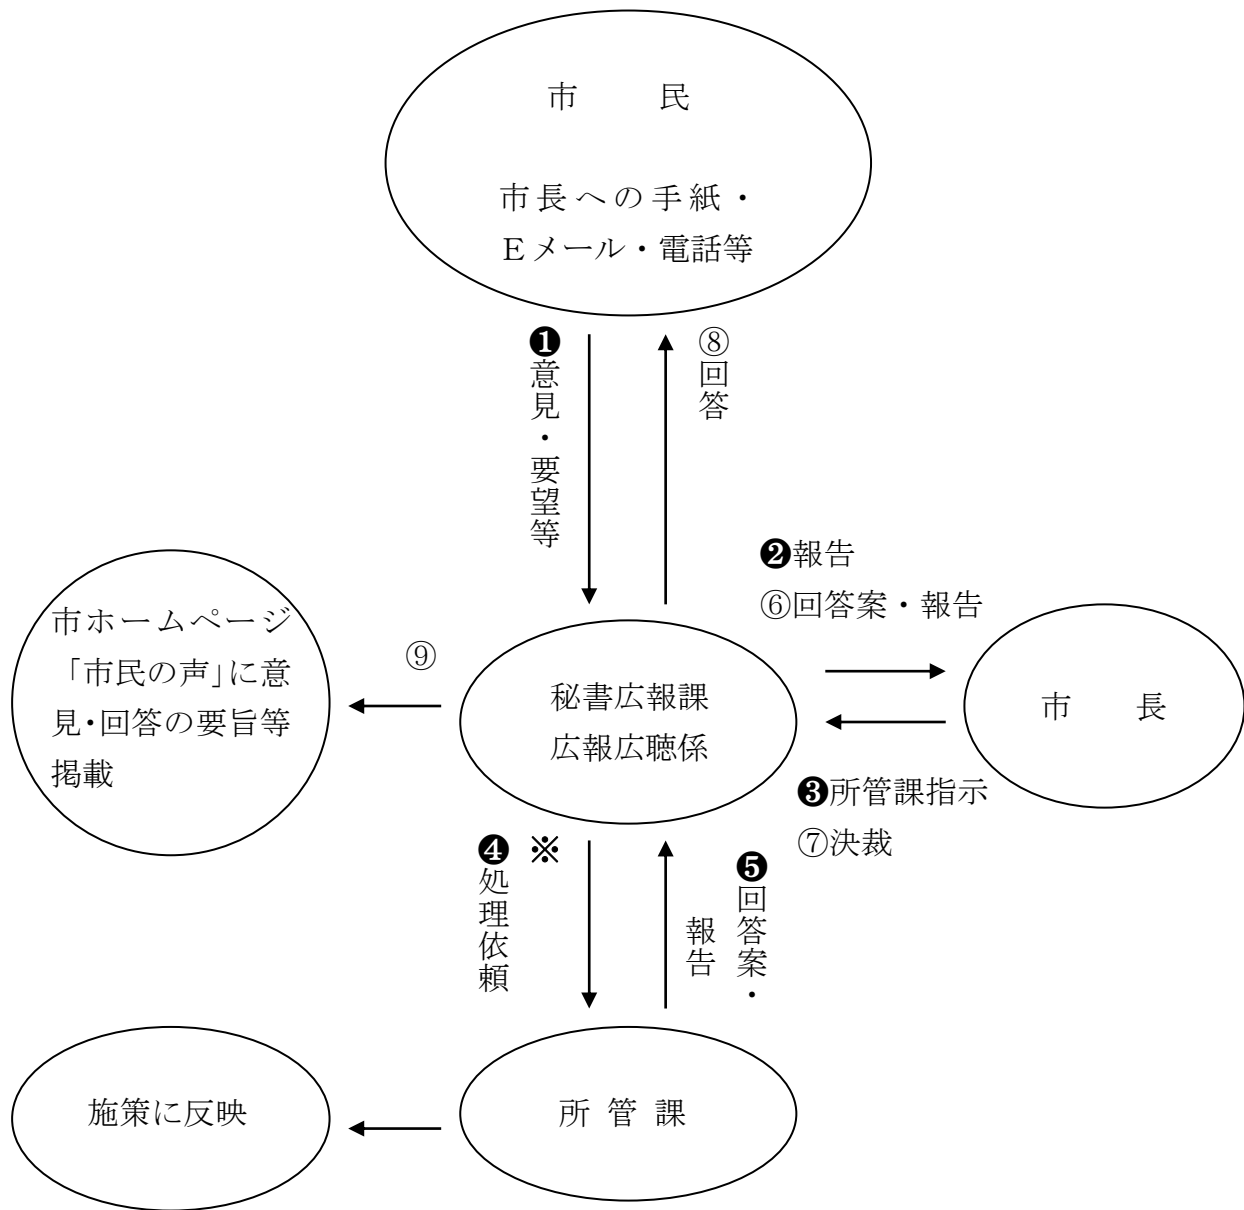 市　　民
市長への手紙・
Ｅメール・電話等
❶意見・要望等
⑧回答
❷報告
⑥回答案・報告
市ホームページ
「市民の声」に意
見・回答の要旨等
掲載
⑨
秘書広報課
広報広聴係
市　　長
❸所管課指示
⑦決裁
❹処理依頼
※
❺回答案・
報告
施策に反映
所 管 課